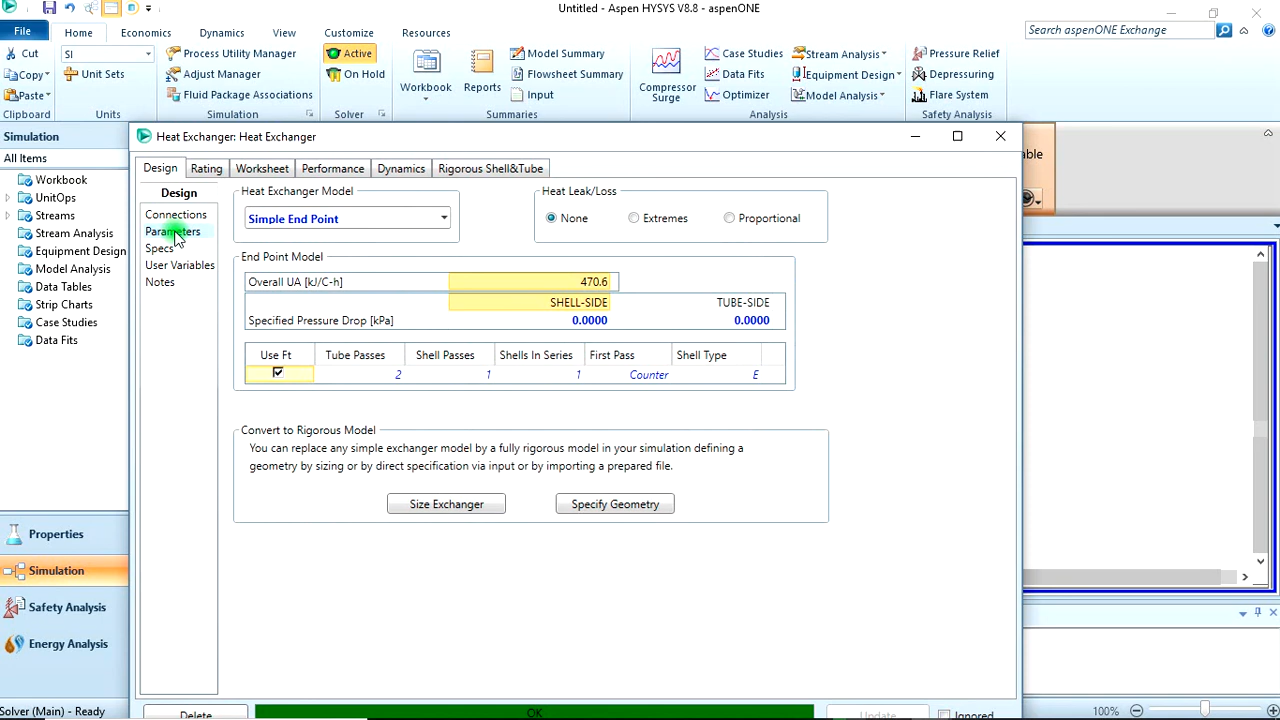 Untitled - Aspen HYSYS V8.8 - aspenONE
File Home Economics Dynamics View Customize Resources
Search aspenONE Exchange
Cut
Copy
Paste
Clipboard
SI
Unit Sets
Units
Process Utility Manager
Adjust Manager
Fluid Package Associations
Simulation
Active
On Hold
Solver
Workbook
Reports
Model Summary
Flowsheet Summary
Input
Summaries
Compressor
Surge
Case Studies
Data Fits
Optimizer
Stream Analysis
Equipment Design
Model Analysis
Analysis
Pressure Relief
Depressuring
Flare System
Safety Analysis
Simulation
All Items
Workbook
UnitOps
Streams
Stream Analysis
Equipment Design
Model Analysis
Data Tables
Strip Charts
Case Studies
Data Fits
Properties
Simulation
Safety Analysis
Energy Analysis
Heat Exchanger: Heat Exchanger
Design Rating Worksheet Performance Dynamics Rigorous Shell&Tube
Design
Connections
Parameters
Specs
User Variables
Notes
Heat Exchanger Model
Simple End Point
Heat Leak/Loss
None Extremes Proportional
End Point Model
Overall UA [kJ/C-h] 470.6
SHELL-SIDE TUBE-SIDE
Specified Pressure Drop [kPa] 0.0000 0.0000
Use Ft Tube Passes Shell Passes Shells In Series First Pass Shell Type
2 1 1 Counter E
Convert to Rigorous Model
You can replace any simple exchanger model by a fully rigorous model in your simulation defining a
geometry by sizing or by direct specification via input or by importing a prepared file.
Size Exchanger Specify Geometry
Delete OK Update Ignored
able
Solver (Main) - Ready
100%